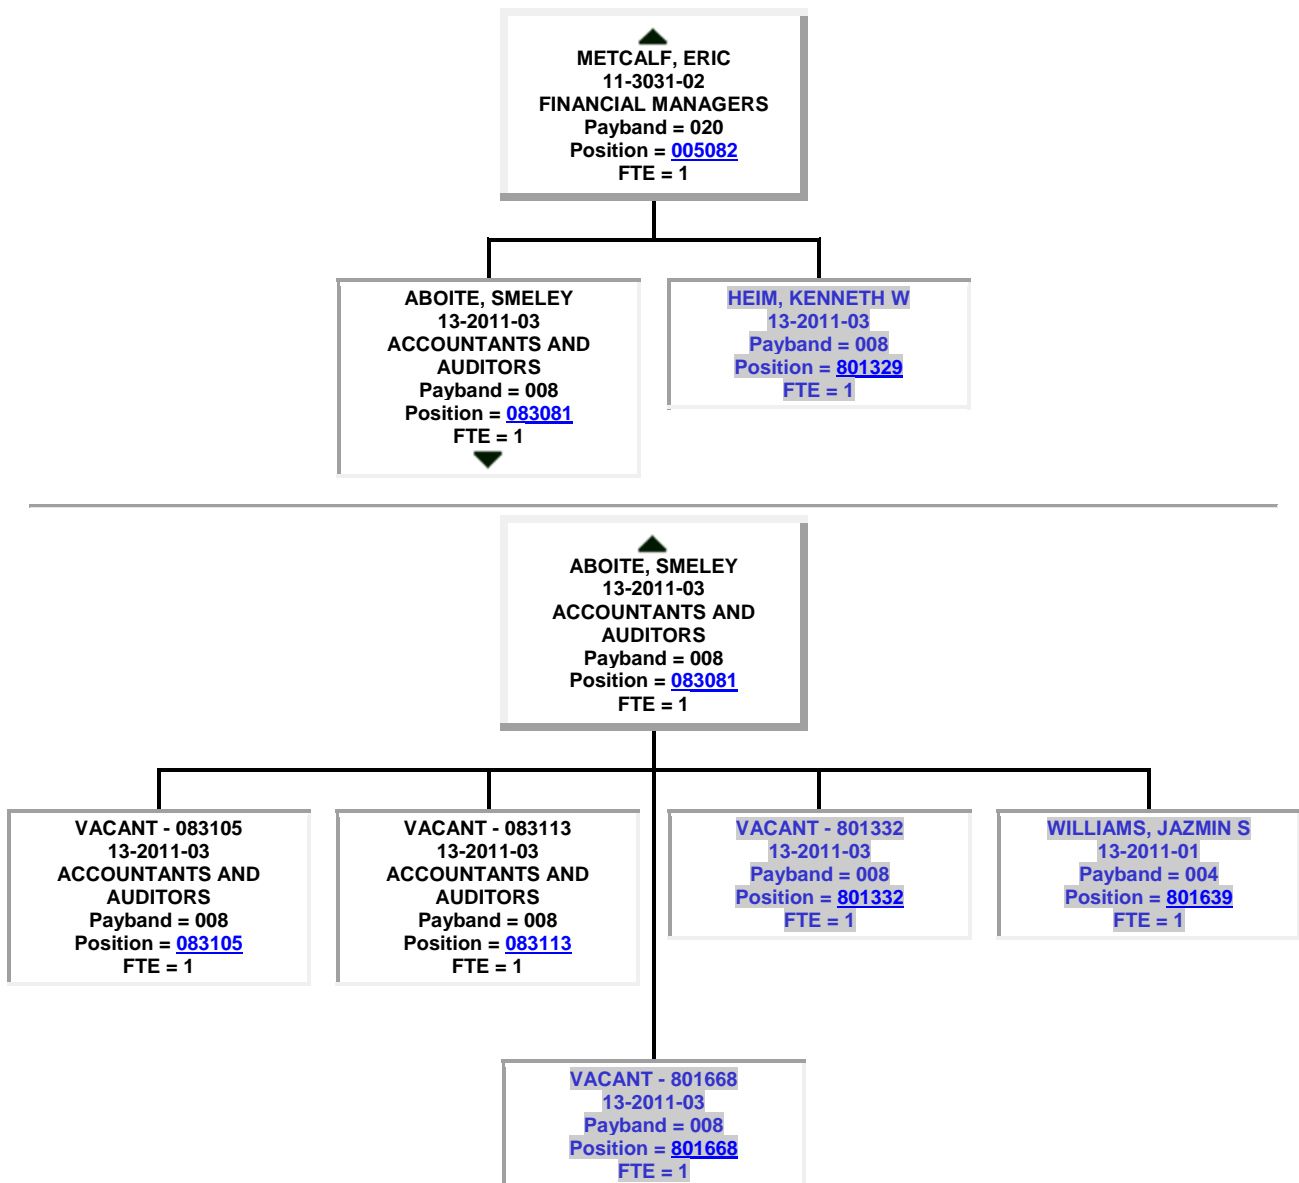 METCALF, ERIC
11-3031-02
FINANCIAL MANAGERS
Payband = 020
Position = 005082
FTE = 1
ABOITE, SMELEY
13-2011-03
ACCOUNTANTS AND
AUDITORS
Payband = 008
Position = 083081
FTE = 1
HEIM, KENNETH W
13-2011-03
Payband = 008
Position = 801329
FTE = 1
ABOITE, SMELEY
13-2011-03
ACCOUNTANTS AND
AUDITORS
Payband = 008
Position = 083081
FTE = 1
VACANT - 083105
13-2011-03
ACCOUNTANTS AND
AUDITORS
Payband = 008
Position = 083105
FTE = 1
VACANT - 083113
13-2011-03
ACCOUNTANTS AND
AUDITORS
Payband = 008
Position = 083113
FTE = 1
VACANT - 801332
13-2011-03
Payband = 008
Position = 801332
FTE = 1
WILLIAMS, JAZMIN S
13-2011-01
Payband = 004
Position = 801639
FTE = 1
VACANT - 801668
13-2011-03
Payband = 008
Position = 801668
FTE = 1